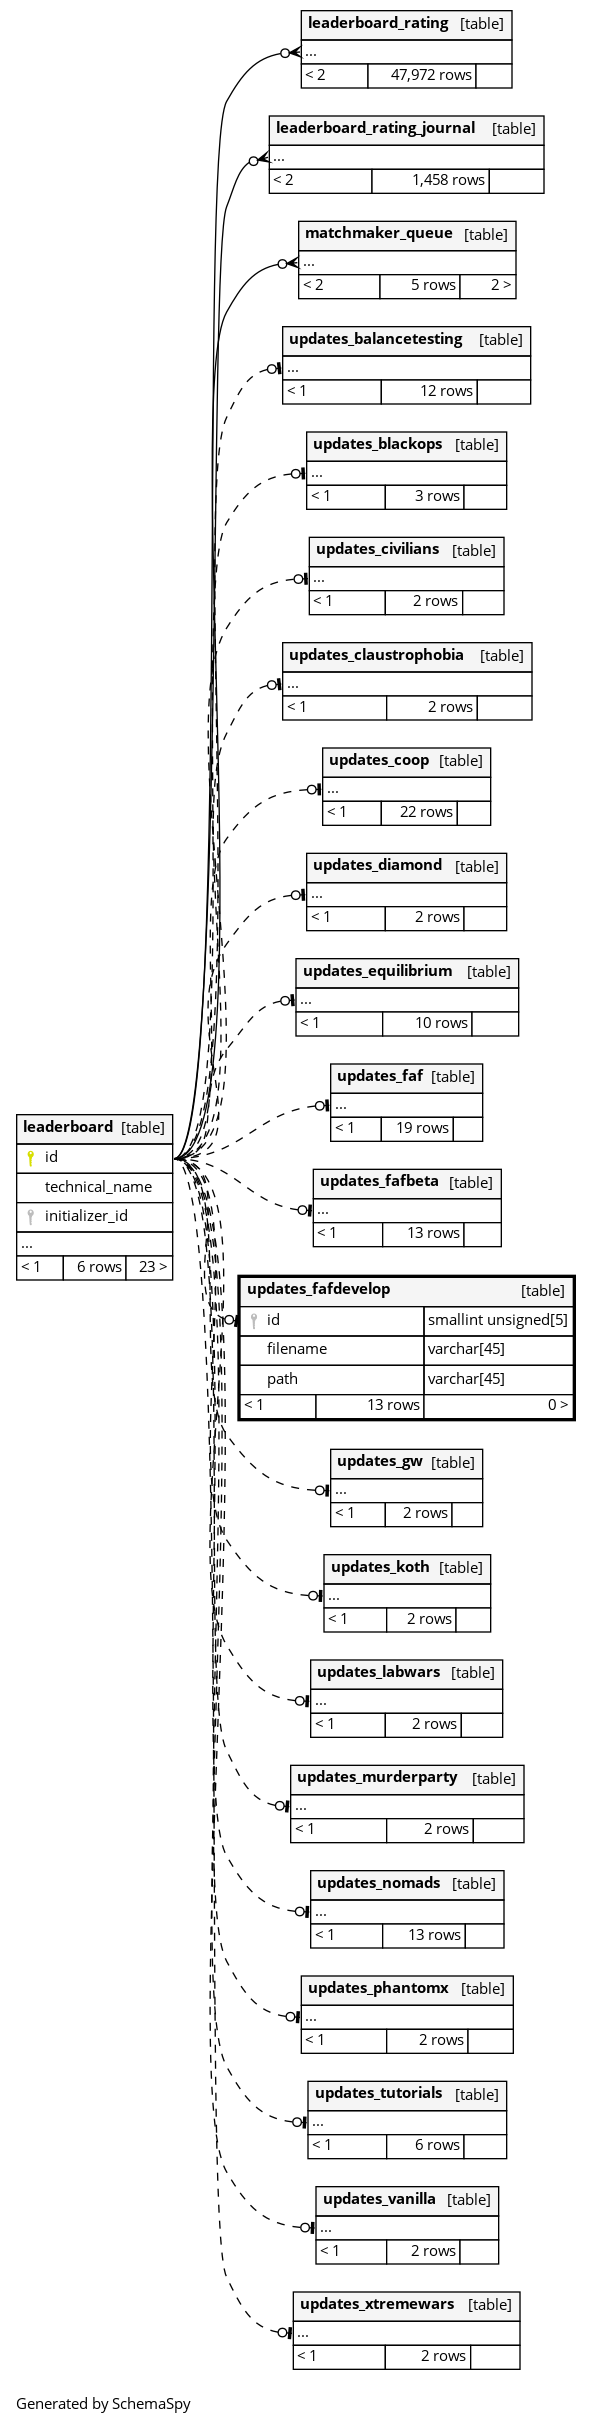 leaderboard_rating [table]
...
< 2 47,972 rows
leaderboard_rating_journal [table]
...
< 2 1,458 rows
matchmaker_queue [table]
...
< 2 5 rows 2 >
updates_balancetesting [table]
...
< 1 12 rows
updates_blackops [table]
...
< 1 3 rows
updates_civilians [table]
...
< 1 2 rows
updates_claustrophobia [table]
...
< 1 2 rows
updates_coop [table]
...
< 1 22 rows
updates_diamond [table]
...
< 1 2 rows
updates_equilibrium [table]
...
< 1 10 rows
updates_faf [table]
...
< 1 19 rows
leaderboard [table]
id
technical_name
initializer_id
...
< 1 6 rows 23 >
updates_fafbeta [table]
...
< 1 13 rows
updates_fafdevelop [table]
id smallint unsigned[5]
filename varchar[45]
path varchar[45]
< 1 13 rows 0 >
updates_gw [table]
...
< 1 2 rows
updates_koth [table]
...
< 1 2 rows
updates_labwars [table]
...
< 1 2 rows
updates_murderparty [table]
...
< 1 2 rows
updates_nomads [table]
...
< 1 13 rows
updates_phantomx [table]
...
< 1 2 rows
updates_tutorials [table]
...
< 1 6 rows
updates_vanilla [table]
...
< 1 2 rows
updates_xtremewars [table]
...
< 1 2 rows
Generated by SchemaSpy